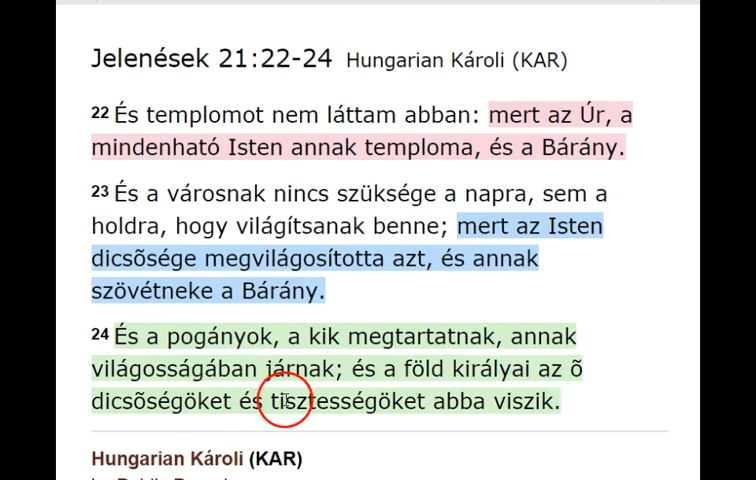 Jelenések 21:22-24 Hungarian Károli (KAR)
22 És templomot nem láttam abban: mert az Úr, a
mindenható Isten annak temploma, és a Bárány.
23 És a városnak nincs szüksége a napra, sem a
holdra, hogy világítsanak benne; mert az Isten
dicsõsége megvilágosította azt, és annak
szövétneke a Bárány.
24 És a pogányok, a kik megtartatnak, annak
világosságában járnak; és a föld királyai az õ
dicsõségöket és tisztességöket abba viszik.
Hungarian Károli (KAR)